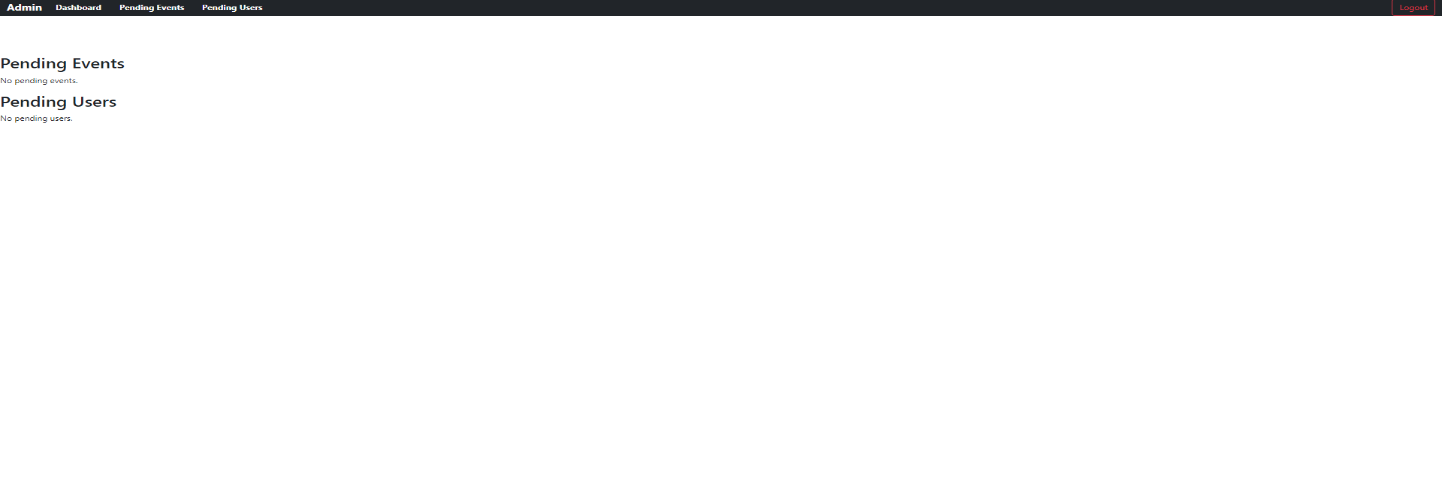 Admin Dashboard Pending Events Pending Users Logout
Pending Events
No pending events.
Pending Users
No pending users.